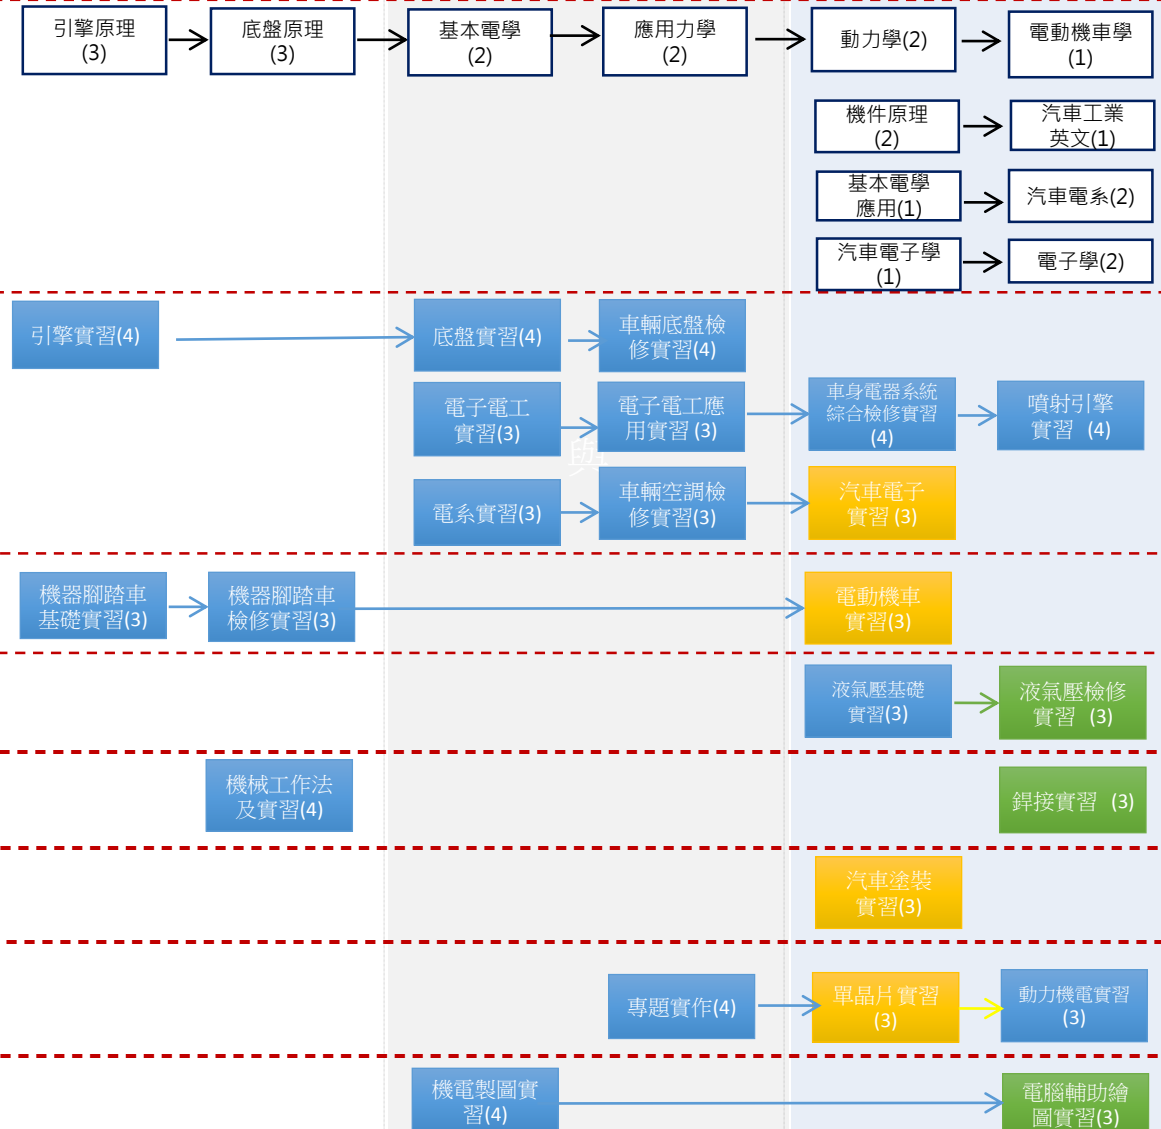 引擎原理
(3)
底盤原理
(3)
基本電學
(2)
應用力學
(2)
動力學(2)
電動機車學
(1)
機件原理
(2)
汽車工業
英文(1)
基本電學
應用(1)
汽車電系(2)
汽車電子學
(1)
電子學(2)
引擎實習(4)
底盤實習(4)
車輛底盤檢
修實習(4)
電子電工
實習(3)
電子電工應
用實習 (3)
車身電器系統
綜合檢修實習
(4)
噴射引擎
實習 (4)
與
電系實習(3)
車輛空調檢
修實習(3)
汽車電子
實習 (3)
機器腳踏車
基礎實習(3)
機器腳踏車
檢修實習(3)
電動機車
實習(3)
液氣壓基礎
實習(3)
液氣壓檢修
實習 (3)
機械工作法
及實習(4)
銲接實習 (3)
汽車塗裝
實習(3)
專題實作(4)
單晶片實習
(3)
動力機電實習
(3)
機電製圖實
習(4)
電腦輔助繪
圖實習(3)